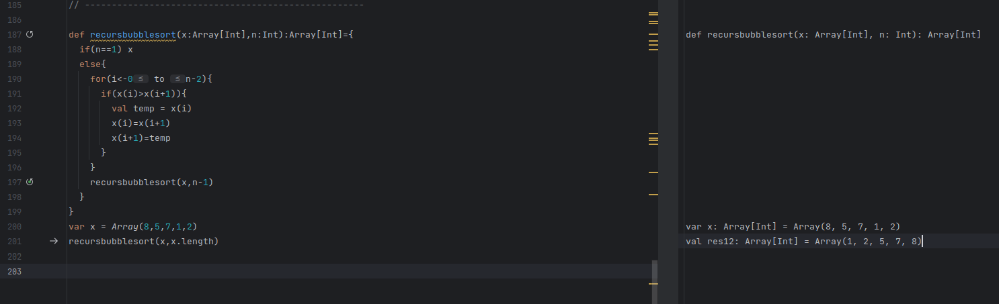 185 // ----------------------------------------------------
186
187 def recursbubblesort(x:Array[Int],n:Int):Array[Int]={ def recursbubblesort(x: Array[Int], n: Int): Array[Int]
188 if(n==1) x
189 else{
190 for(i<-0 ≤ to ≤ n-2){
191 if(x(i)>x(i+1)){
192 val temp = x(i)
193 x(i)=x(i+1)
194 x(i+1)=temp
195 }
196 }
197 recursbubblesort(x,n-1)
198 }
199 }
200 var x = Array(8,5,7,1,2) var x: Array[Int] = Array(8, 5, 7, 1, 2)
201 recursbubblesort(x,x.length) val res12: Array[Int] = Array(1, 2, 5, 7, 8)
202
203